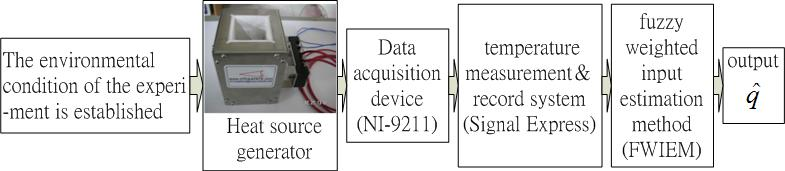 The environmental
condition of the experi
-ment is established
Heat source
generator
Data
acquisition
device
(NI-9211)
temperature
measurement &
record system
(Signal Express)
fuzzy
weighted
input
estimation
method
(FWIEM)
output
q̂